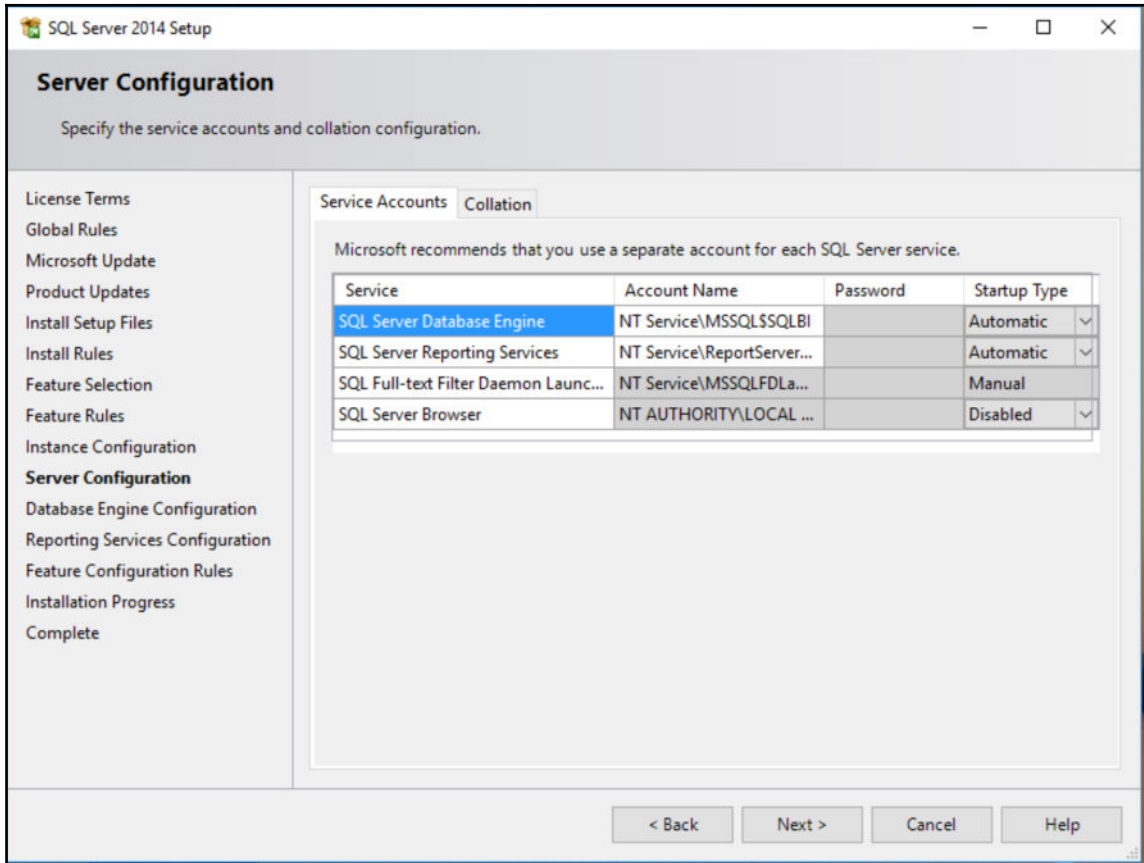 SQL Server 2014 Setup
Server Configuration
Specify the service accounts and collation configuration.
License Terms
Global Rules
Microsoft Update
Product Updates
Install Setup Files
Install Rules
Feature Selection
Feature Rules
Instance Configuration
Server Configuration
Database Engine Configuration
Reporting Services Configuration
Feature Configuration Rules
Installation Progress
Complete
Service Accounts Collation
Microsoft recommends that you use a separate account for each SQL Server service.
Service Account Name Password Startup Type
SQL Server Database Engine NT Service\MSSQL$SQLBI Automatic
SQL Server Reporting Services NT Service\ReportServer... Automatic
SQL Full-text Filter Daemon Launc... NT Service\MSSQLFDLa... Manual
SQL Server Browser NT AUTHORITY\LOCAL ... Disabled
< Back Next > Cancel Help